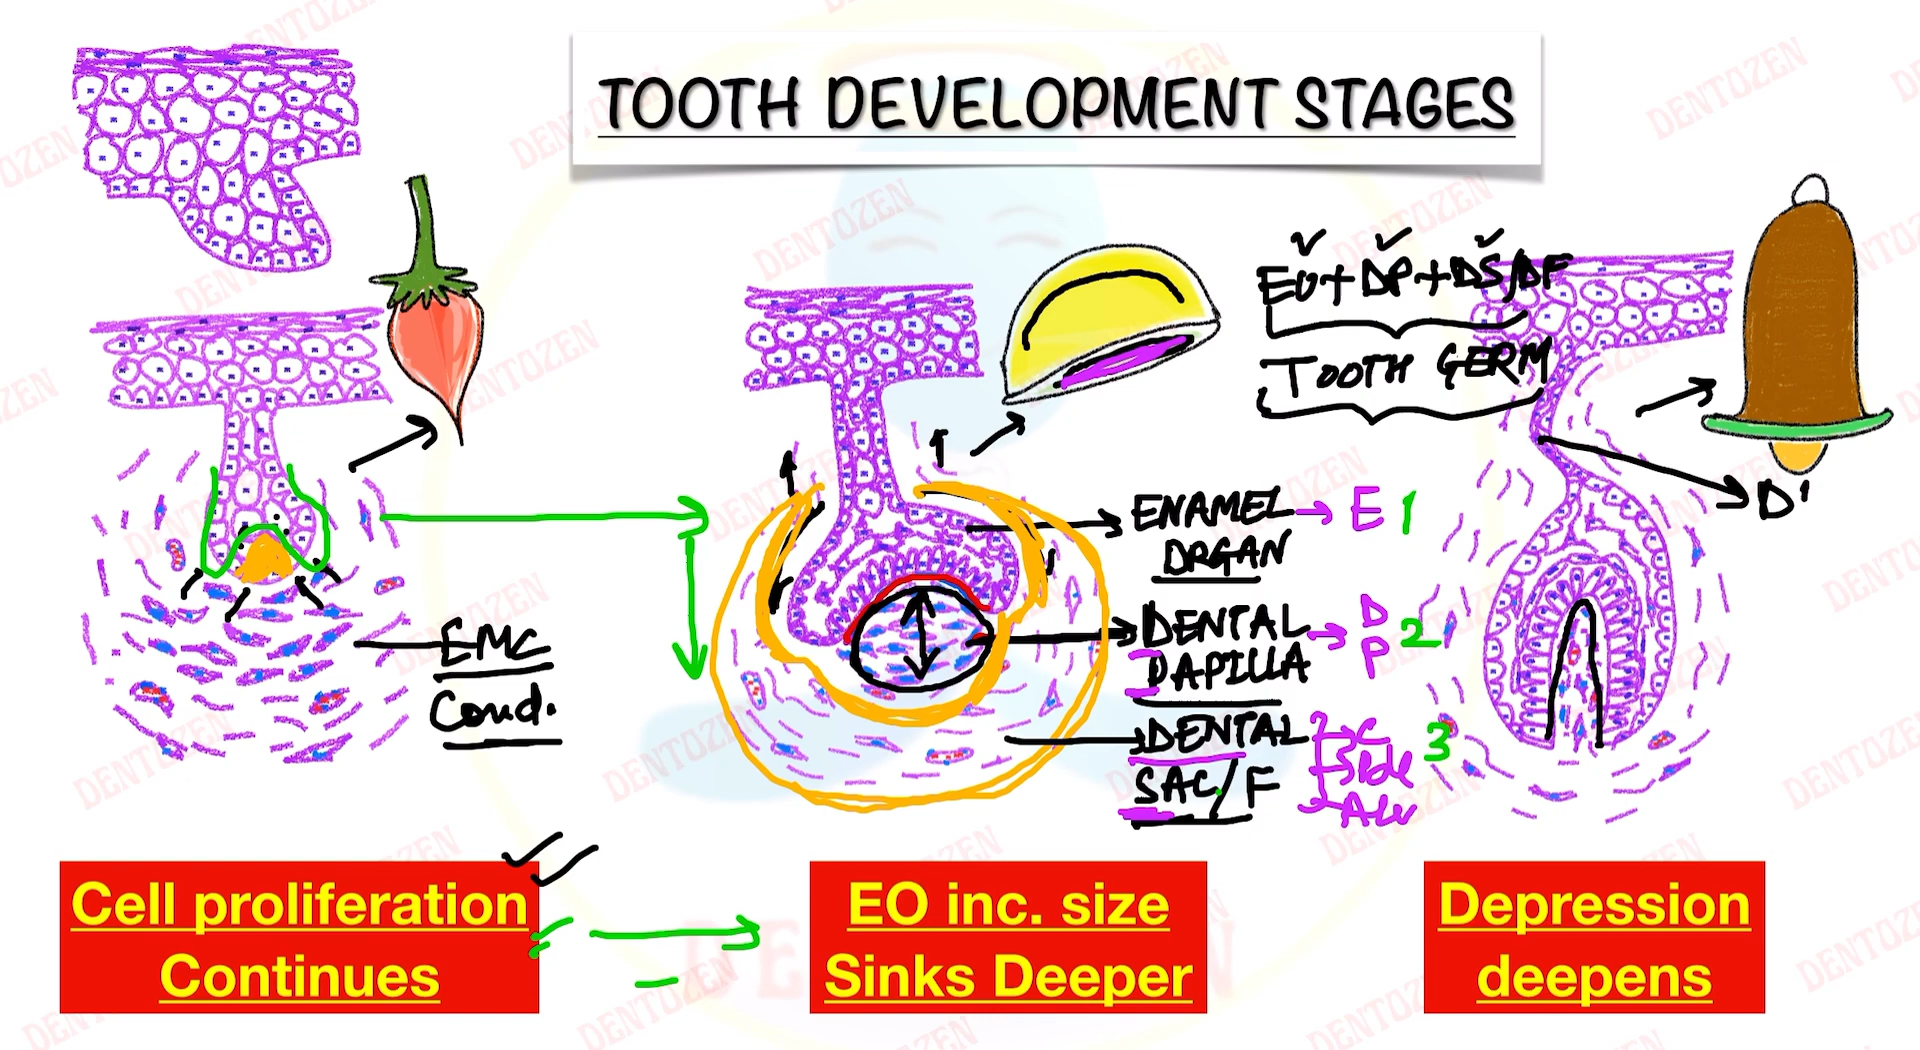 TOOTH DEVELOPMENT STAGES
EO+DP+DS/DF
TOOTH GERM
ENAMEL → E 1
ORGAN
DENTAL → D 2
PAPILLA P
DENTAL C 3
SAC/F
EMC
Cond.
Cell proliferation
Continues
EO inc. size
Sinks Deeper
Depression
deepens
DENTOZEN